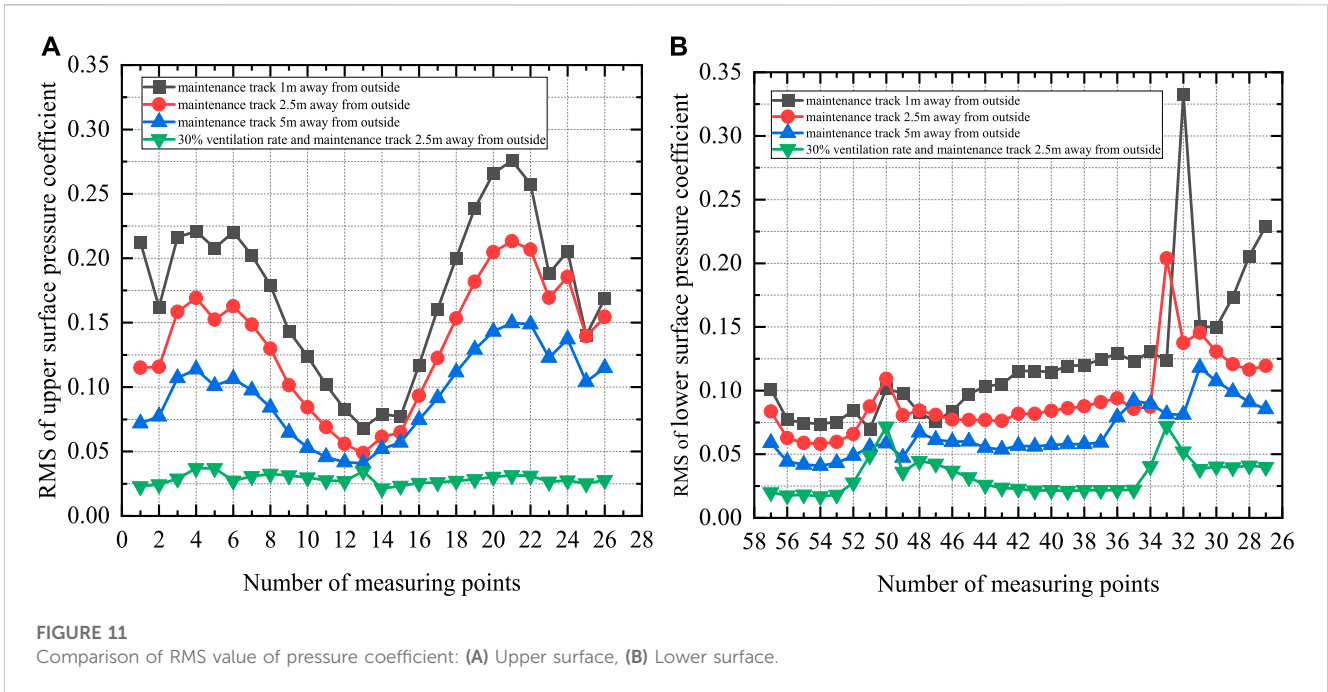 A
0.35
0.30
0.25
0.20
0.15
0.10
0.05
0.00
RMS of upper surface pressure coefficient
maintenance track 1m away from outside
maintenance track 2.5m away from outside
maintenance track 5m away from outside
30% ventilation rate and maintenance track 2.5m away from outside
0 2 4 6 8 10 12 14 16 18 20 22 24 26 28
Number of measuring points
B
0.35
0.30
0.25
0.20
0.15
0.10
0.05
0.00
RMS of lower surface pressure coefficient
maintenance track 1m away from outside
maintenance track 2.5m away from outside
maintenance track 5m away from outside
30% ventilation rate and maintenance track 2.5m away from outside
58 56 54 52 50 48 46 44 42 40 38 36 34 32 30 28 26
Number of measuring points
FIGURE 11
Comparison of RMS value of pressure coefficient: (A) Upper surface, (B) Lower surface.